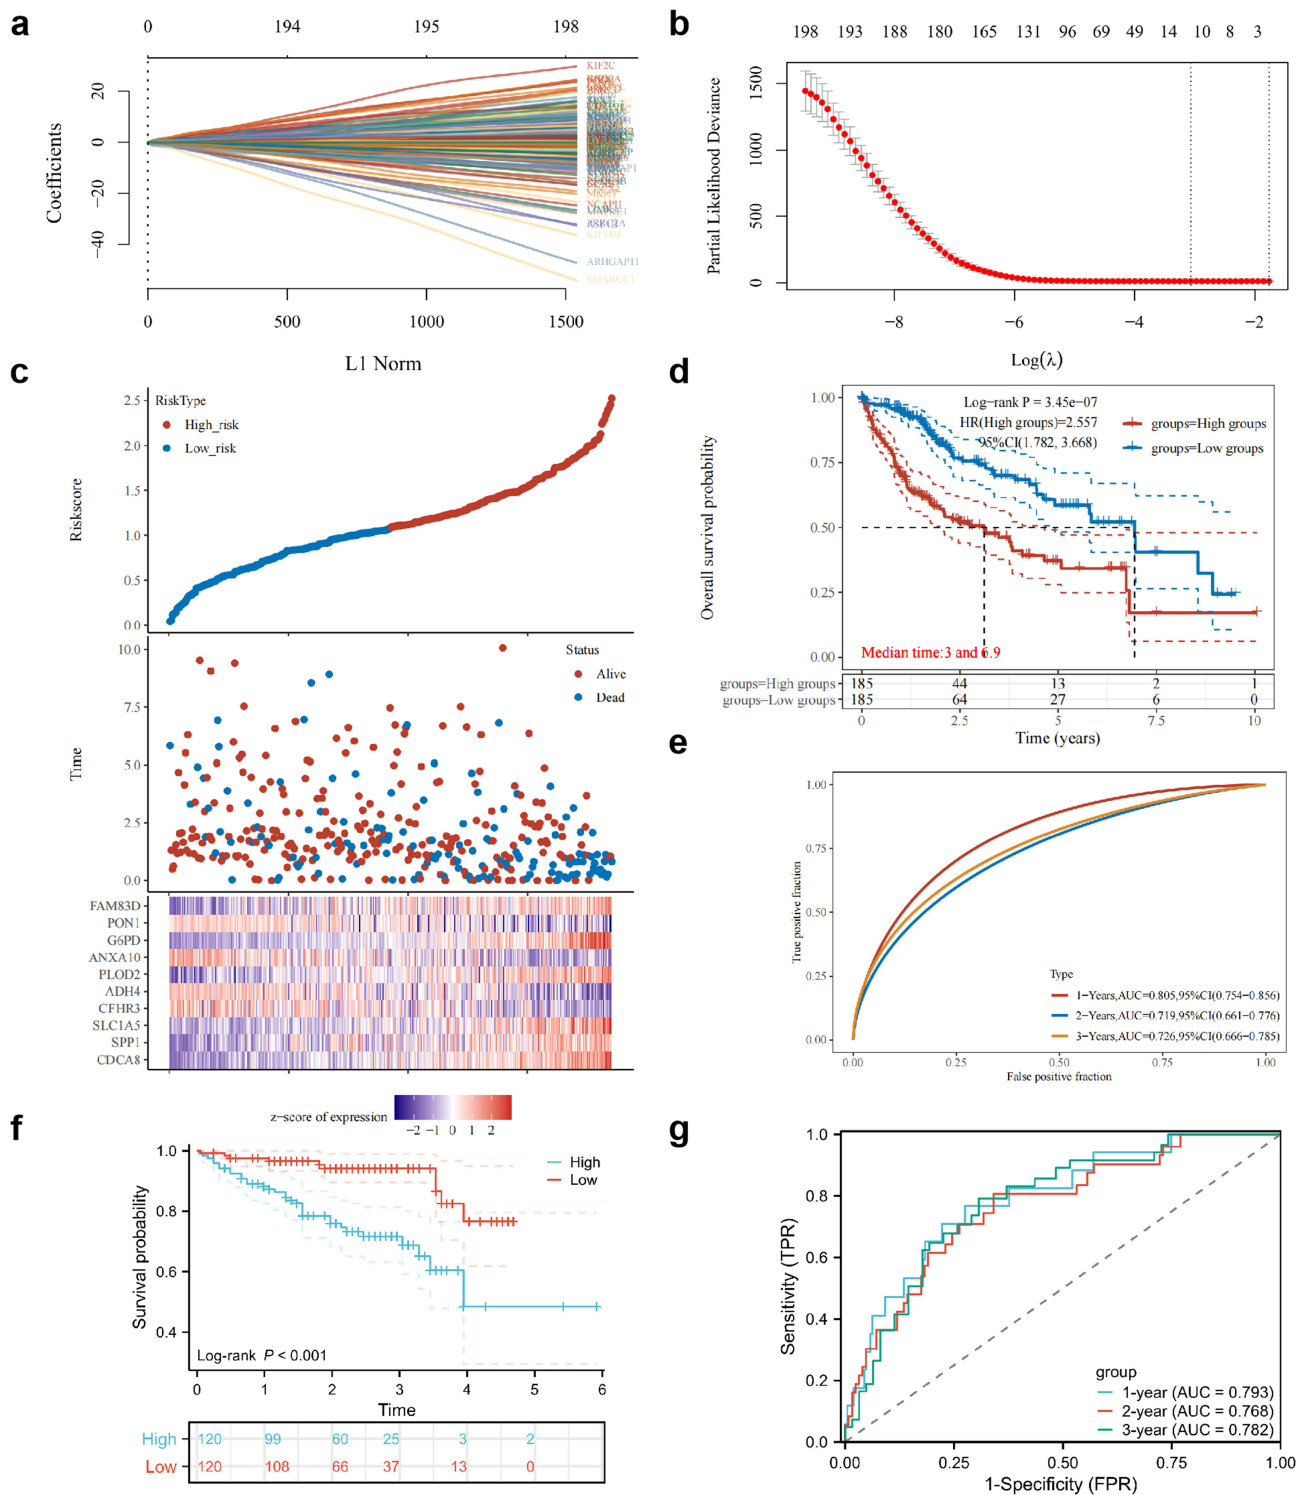 a
0 194 195 198
20
0
−20
−40
Coefficients
KIF2C
NCAPH
KIF18B
ARHGAP11
SMARCC1
0 500 1000 1500
L1 Norm
b
198 193 188 180 165 131 96 69 49 14 10 8 3
1500
1000
500
0
Partial Likelihood Deviance
−8 −6 −4 −2
Log(λ)
c
RiskType
High_risk
Low_risk
2.5
2.0
1.5
1.0
0.5
0.0
Riskscore
Status
Alive
Dead
10.0
7.5
5.0
2.5
0.0
Time
FAM83D
PON1
G6PD
ANXA10
PLOD2
ADH4
CFHR3
SLC1A5
SPP1
CDCA8
z−score of expression
−2 −1 0 1 2
d
Log−rank P = 3.45e−07
HR(High groups)=2.557
95%CI(1.782, 3.668)
groups=High groups
groups=Low groups
1.00
0.75
0.50
0.25
0.00
Overall survival probability
Median time:3 and 6.9
groups=High groups 185 44 13 2 1
groups=Low groups 185 64 27 6 0
0 2.5 5 7.5 10
Time (years)
e
1.00
0.75
0.50
0.25
0.00
True positive fraction
Type
1−Years,AUC=0.805,95%CI(0.754−0.856)
2−Years,AUC=0.719,95%CI(0.661−0.776)
3−Years,AUC=0.726,95%CI(0.666−0.785)
0.00 0.25 0.50 0.75 1.00
False positive fraction
f
1.0
0.8
0.6
0.4
Survival probability
High
Low
Log-rank P < 0.001
0 1 2 3 4 5 6
Time
High 120 99 60 25 3 2
Low 120 108 66 37 13 0
g
1.0
0.8
0.6
0.4
0.2
0.0
Sensitivity (TPR)
group
1-year (AUC = 0.793)
2-year (AUC = 0.768)
3-year (AUC = 0.782)
0.00 0.25 0.50 0.75 1.00
1-Specificity (FPR)